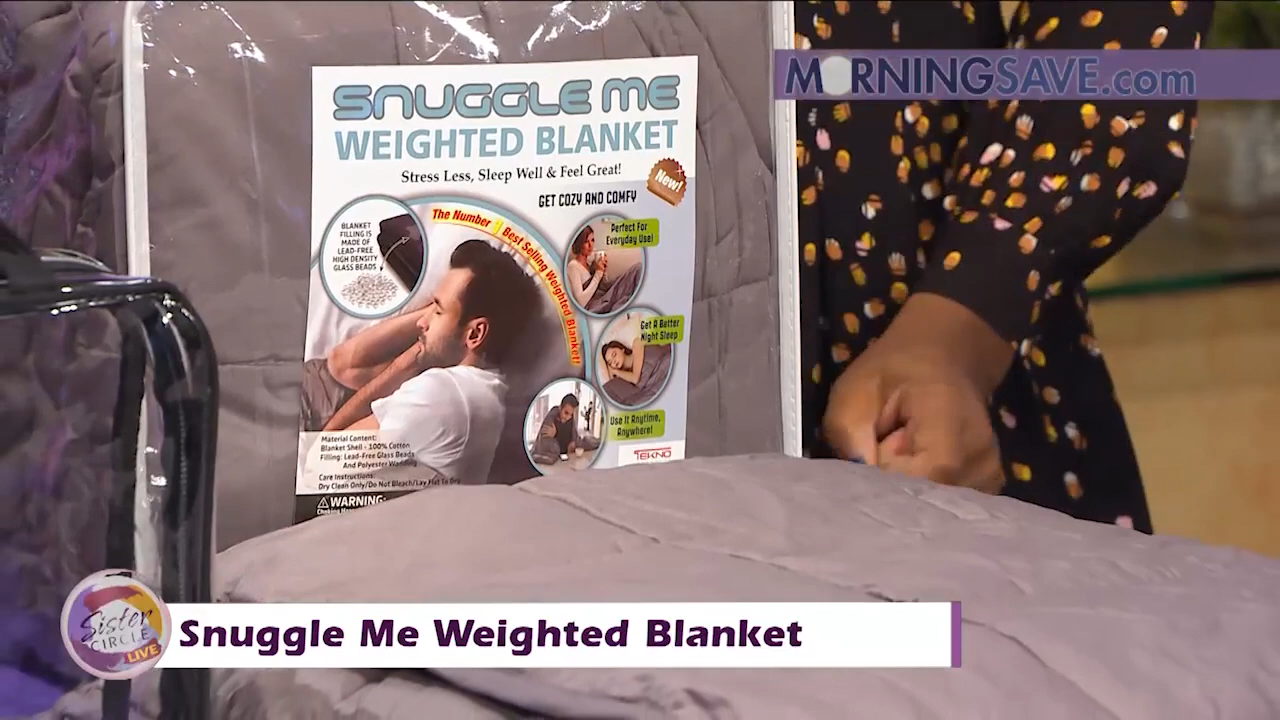 MORNINGSAVE.com
SNUGGLE ME
WEIGHTED BLANKET
Stress Less, Sleep Well & Feel Great!
New!
GET COZY AND COMFY
BLANKET
FILLING IS
MADE OF
LEAD-FREE
HIGH DENSITY
GLASS BEADS
The Number 1 Best Selling Weighted Blanket!
Perfect For
Everyday Use!
Get A Better
Night Sleep
Use It Anytime,
Anywhere!
TEKNO
Material Content:
Blanket Shell - 100% Cotton
Filling: Lead-Free Glass Beads
And Polyester Wadding
Care Instructions:
Dry Clean Only/Do Not Bleach/Lay Flat To Dry
WARNING:
Sister
CIRCLE
LIVE
Snuggle Me Weighted Blanket